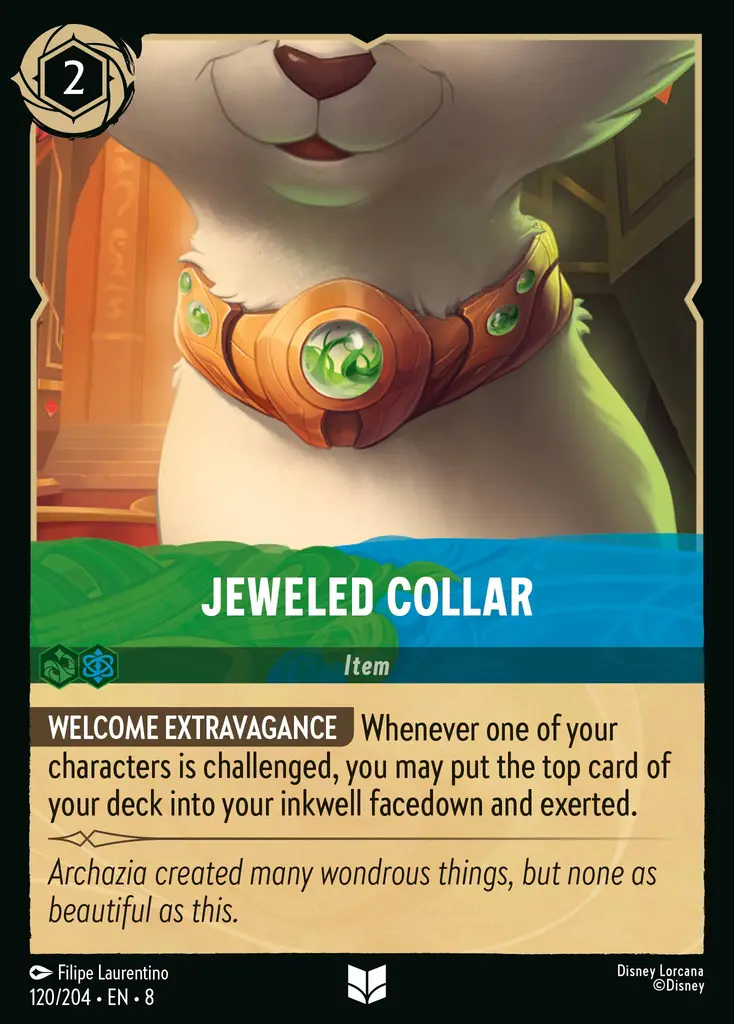 2
JEWELED COLLAR
Item
WELCOME EXTRAVAGANCE Whenever one of your
characters is challenged, you may put the top card of
your deck into your inkwell facedown and exerted.
Archazia created many wondrous things, but none as
beautiful as this.
Filipe Laurentino
120/204 • EN • 8
Disney Lorcana
©Disney